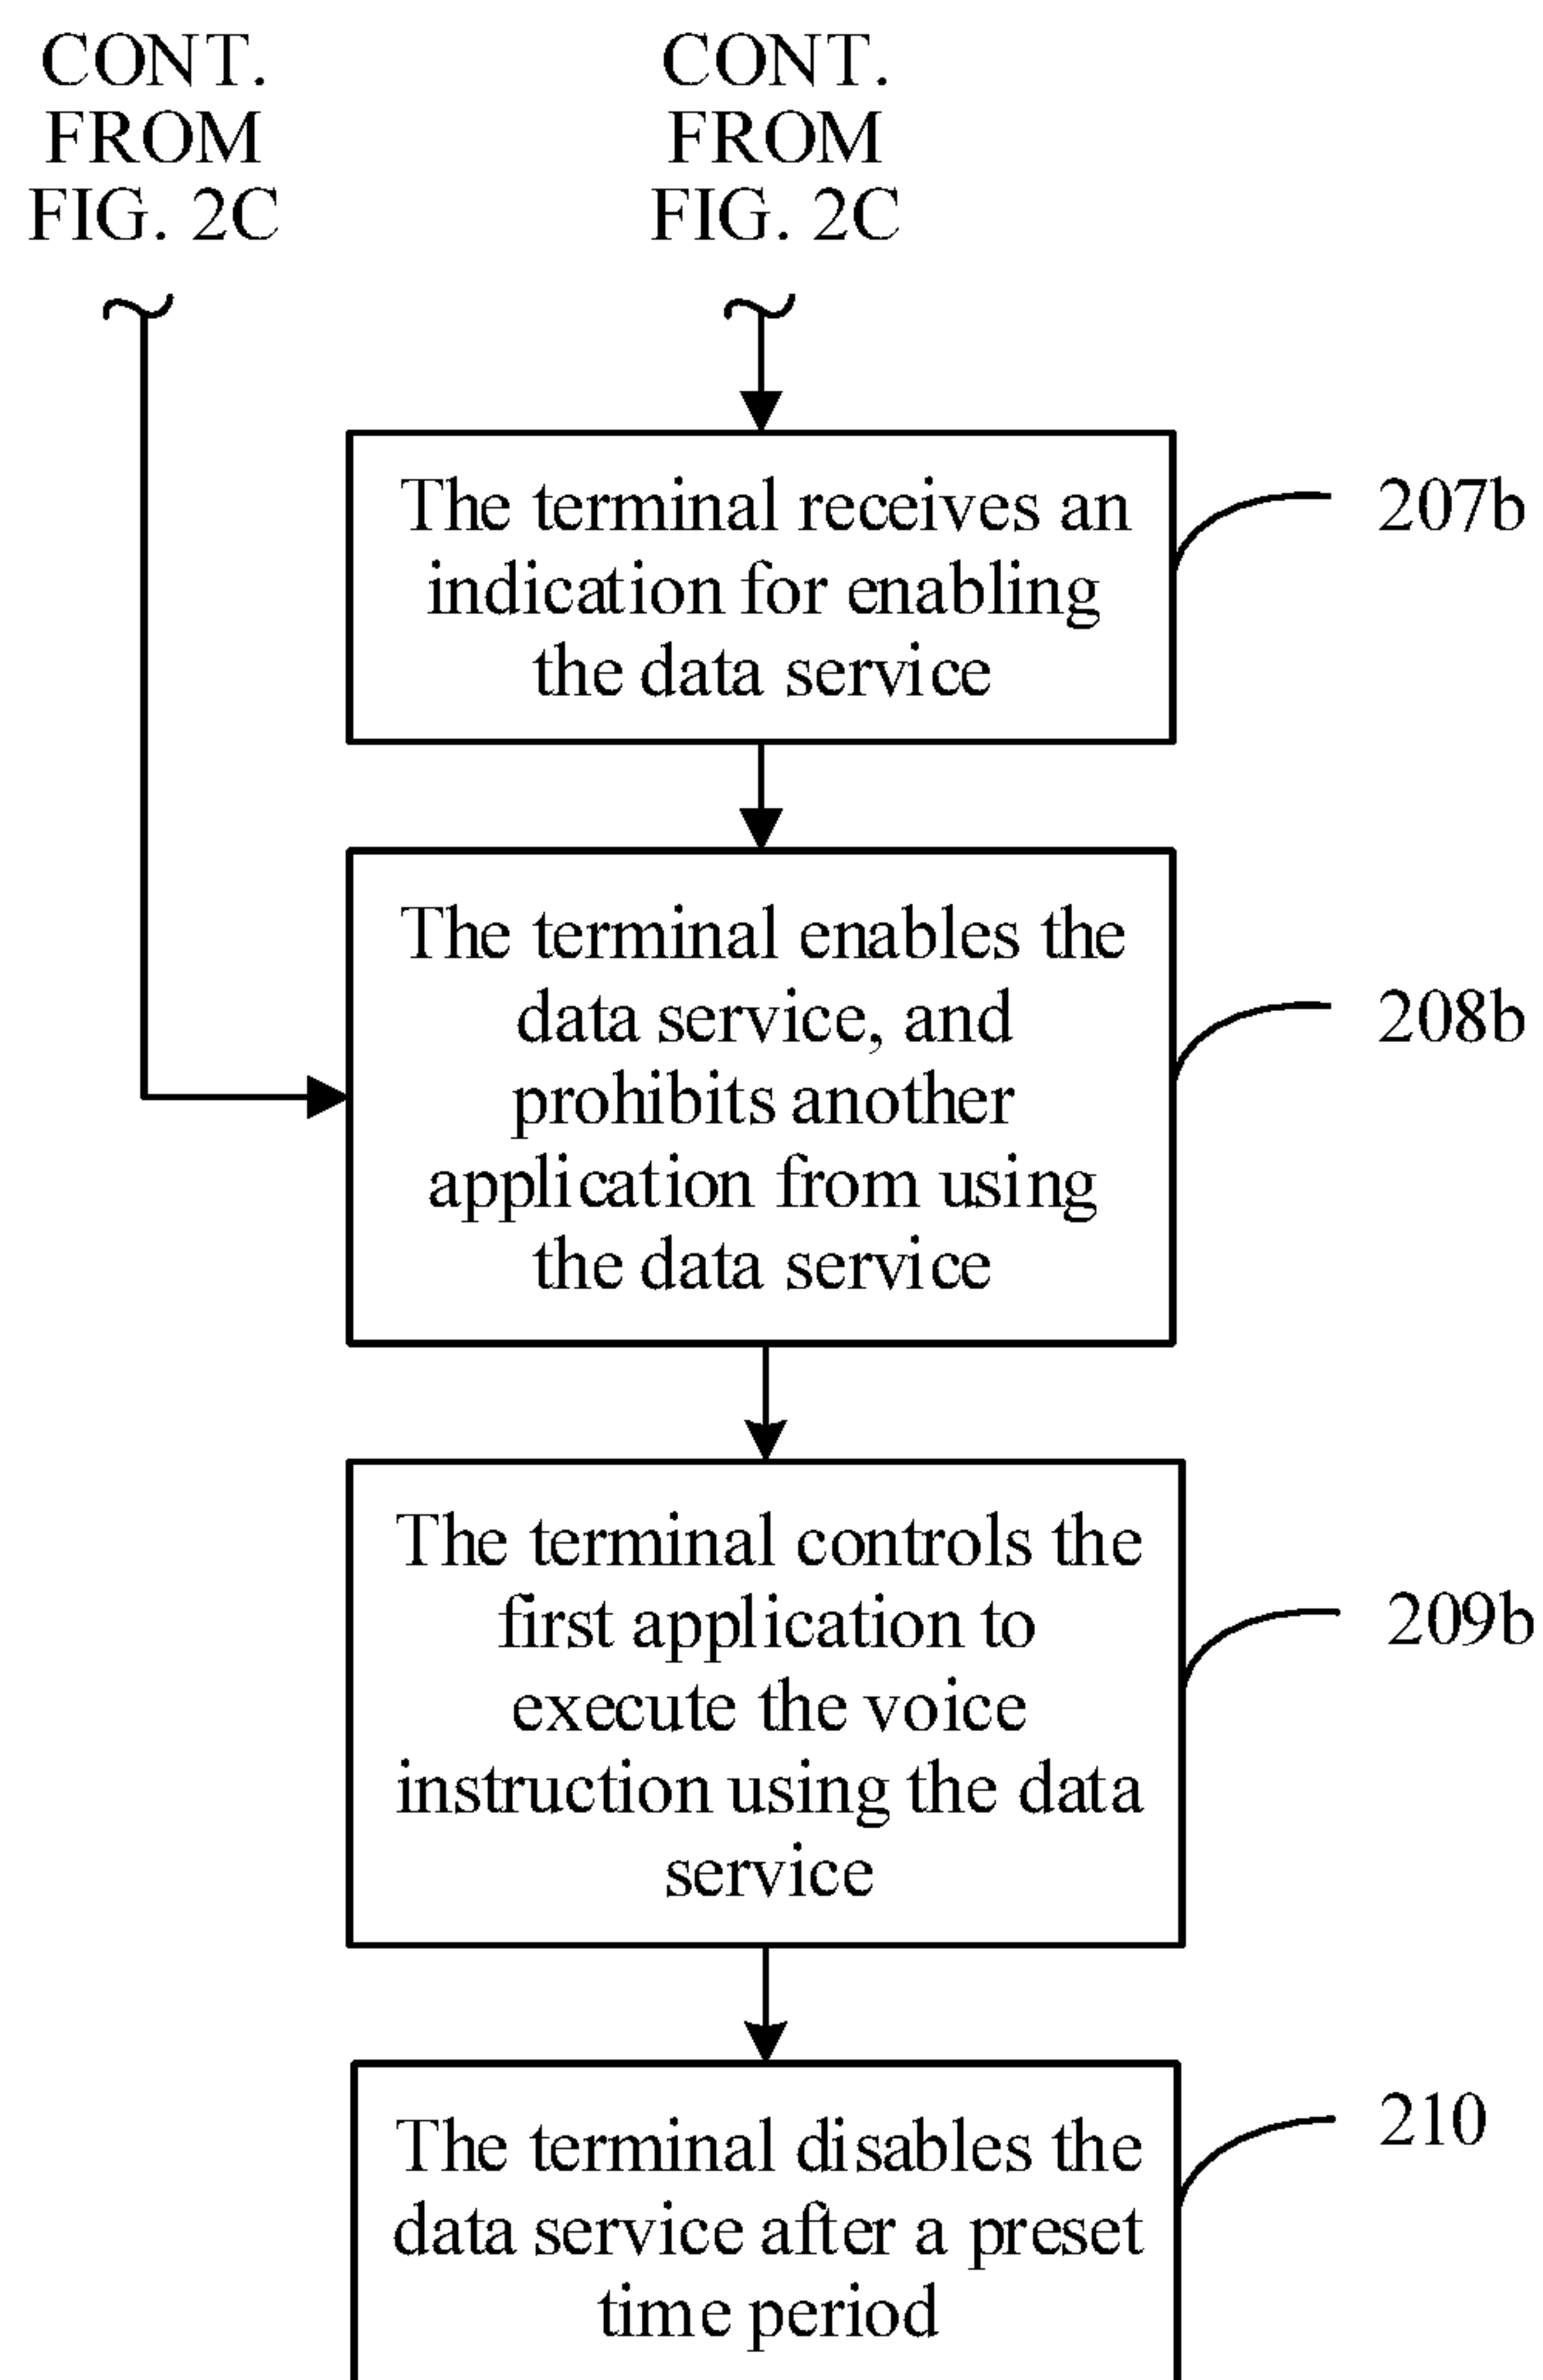 CONT.
FROM
FIG. 2C
CONT.
FROM
FIG. 2C
The terminal receives an
indication for enabling
the data service
207b
The terminal enables the
data service, and
prohibits another
application from using
the data service
208b
The terminal controls the
first application to
execute the voice
instruction using the data
service
209b
The terminal disables the
data service after a preset
time period
210